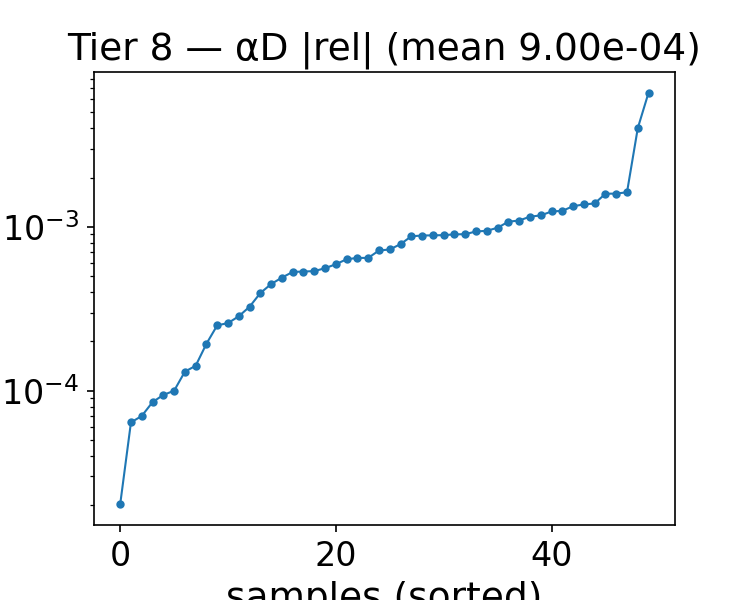 Tier 8 — αD |rel| (mean 9.00e-04)
10⁻³
10⁻⁴
0 20 40
samples (sorted)